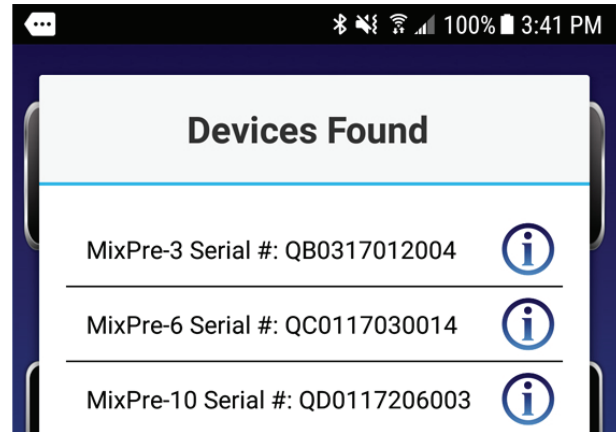 100% 3:41 PM
Devices Found
MixPre-3 Serial #: QB0317012004
MixPre-6 Serial #: QC0117030014
MixPre-10 Serial #: QD0117206003